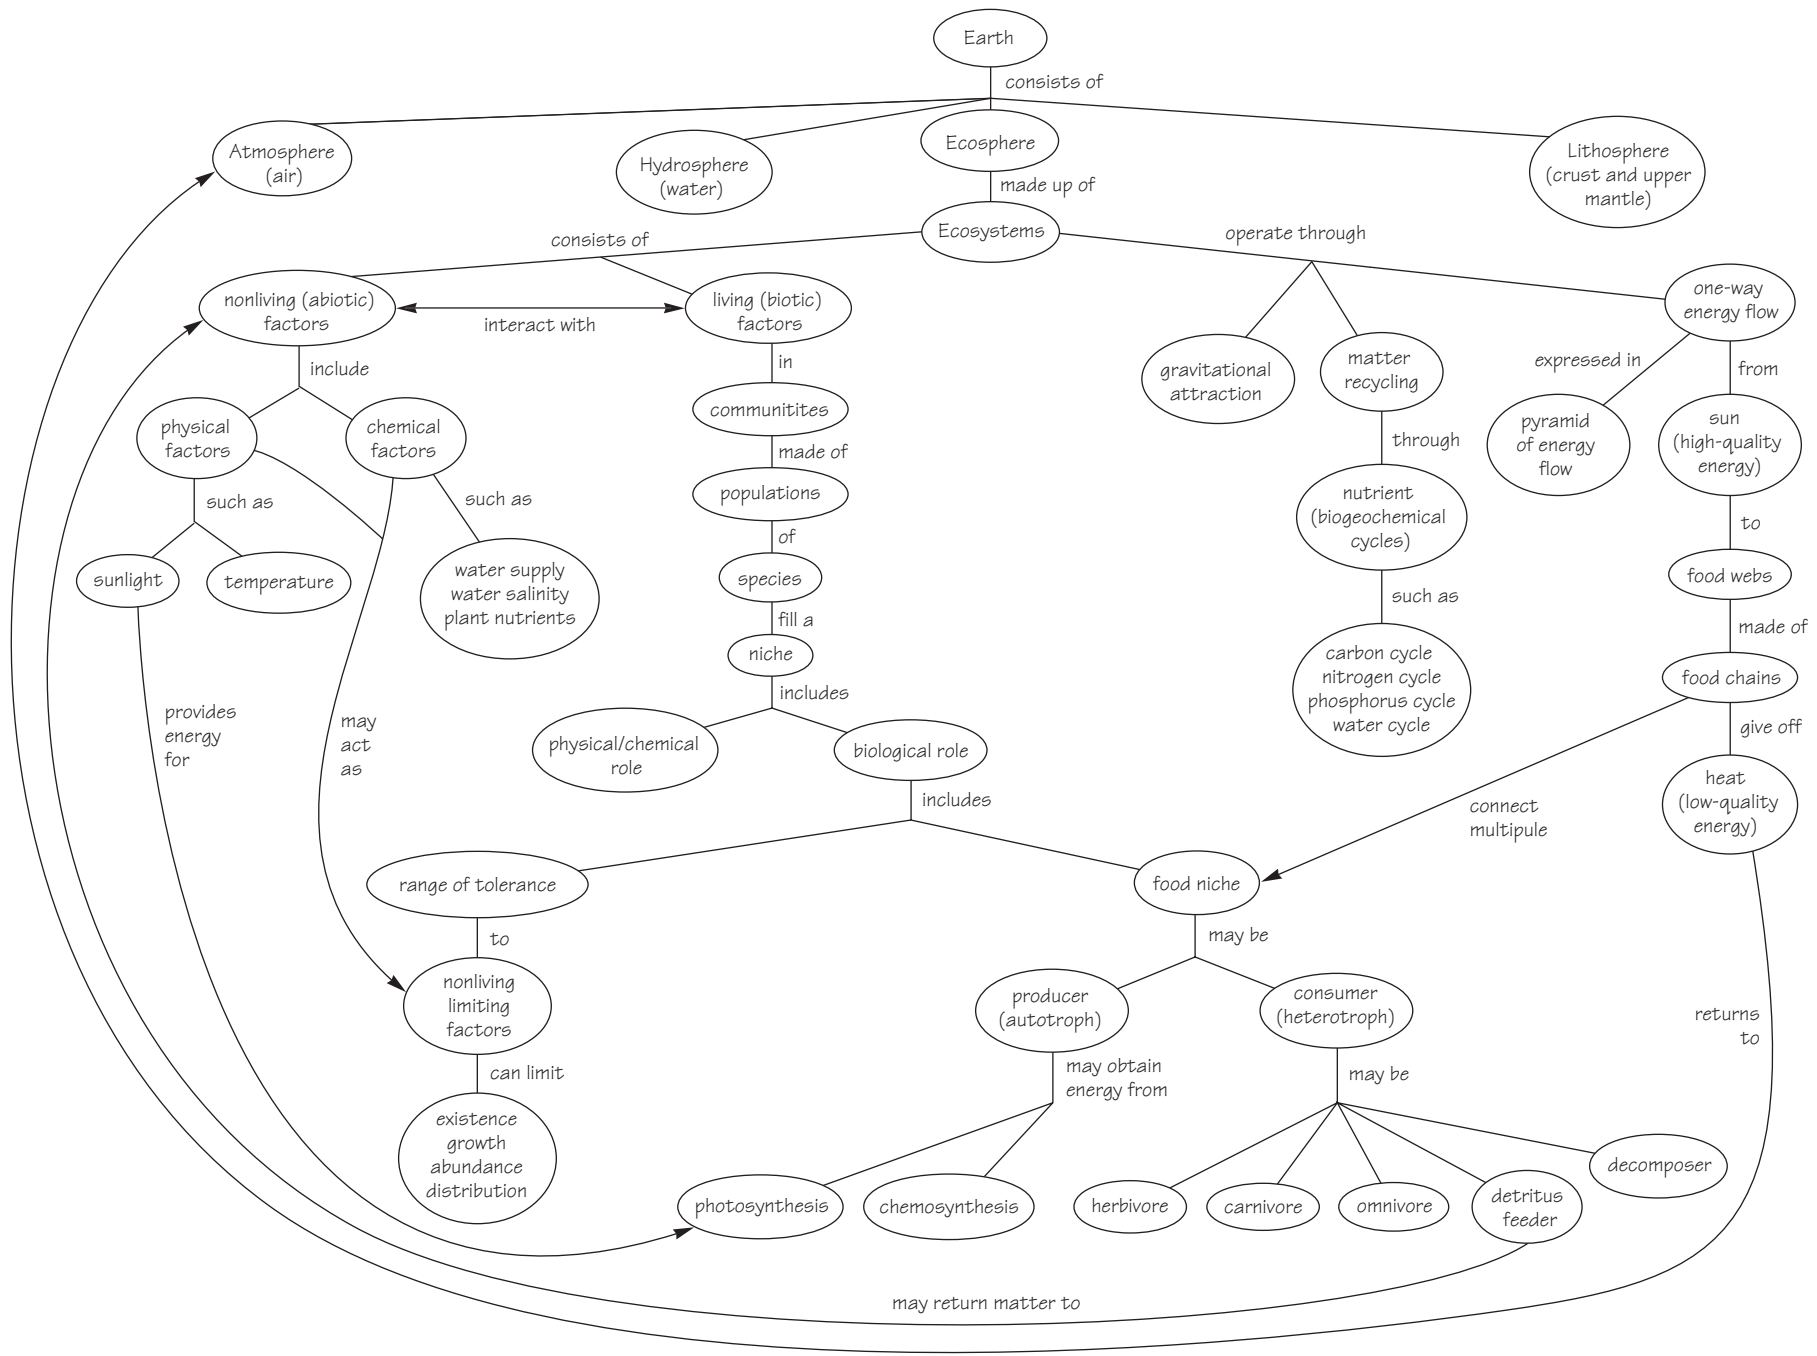 Earth
consists of
Atmosphere
(air)
Hydrosphere
(water)
Ecosphere
Lithosphere
(crust and upper
mantle)
made up of
Ecosystems
consists of
operate through
nonliving (abiotic)
factors
interact with
living (biotic)
factors
one-way
energy flow
gravitational
attraction
matter
recycling
expressed in
from
include
in
physical
factors
chemical
factors
communitites
pyramid
of energy
flow
sun
(high-quality
energy)
through
made of
such as
such as
populations
nutrient
(biogeochemical
cycles)
to
of
sunlight
temperature
water supply
water salinity
plant nutrients
species
food webs
such as
fill a
made of
niche
carbon cycle
nitrogen cycle
phosphorus cycle
water cycle
food chains
includes
provides
energy
for
may
act
as
physical/chemical
role
biological role
give off
heat
(low-quality
energy)
includes
connect
multipule
range of tolerance
food niche
to
may be
nonliving
limiting
factors
producer
(autotroph)
consumer
(heterotroph)
returns
to
can limit
may obtain
energy from
may be
existence
growth
abundance
distribution
photosynthesis
chemosynthesis
herbivore
carnivore
omnivore
detritus
feeder
decomposer
may return matter to